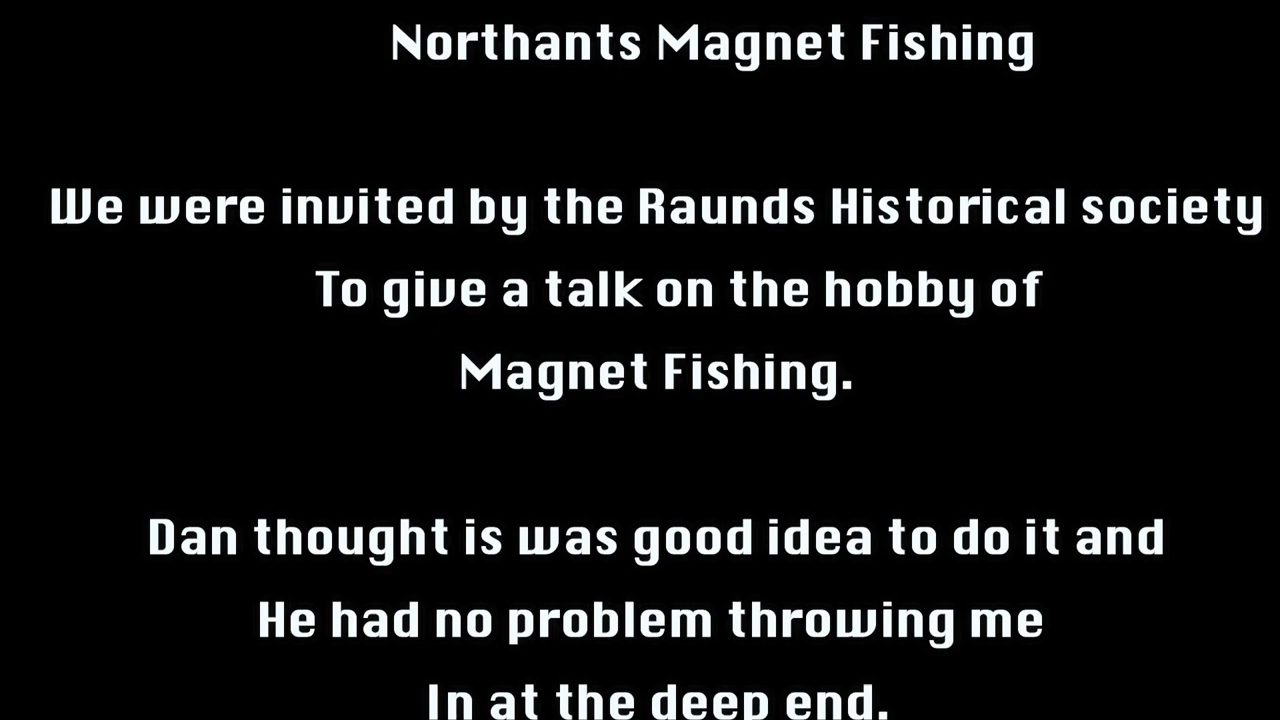 Northants Magnet Fishing
We were invited by the Raunds Historical society
To give a talk on the hobby of
Magnet Fishing.
Dan thought is was good idea to do it and
He had no problem throwing me
In at the deep end.